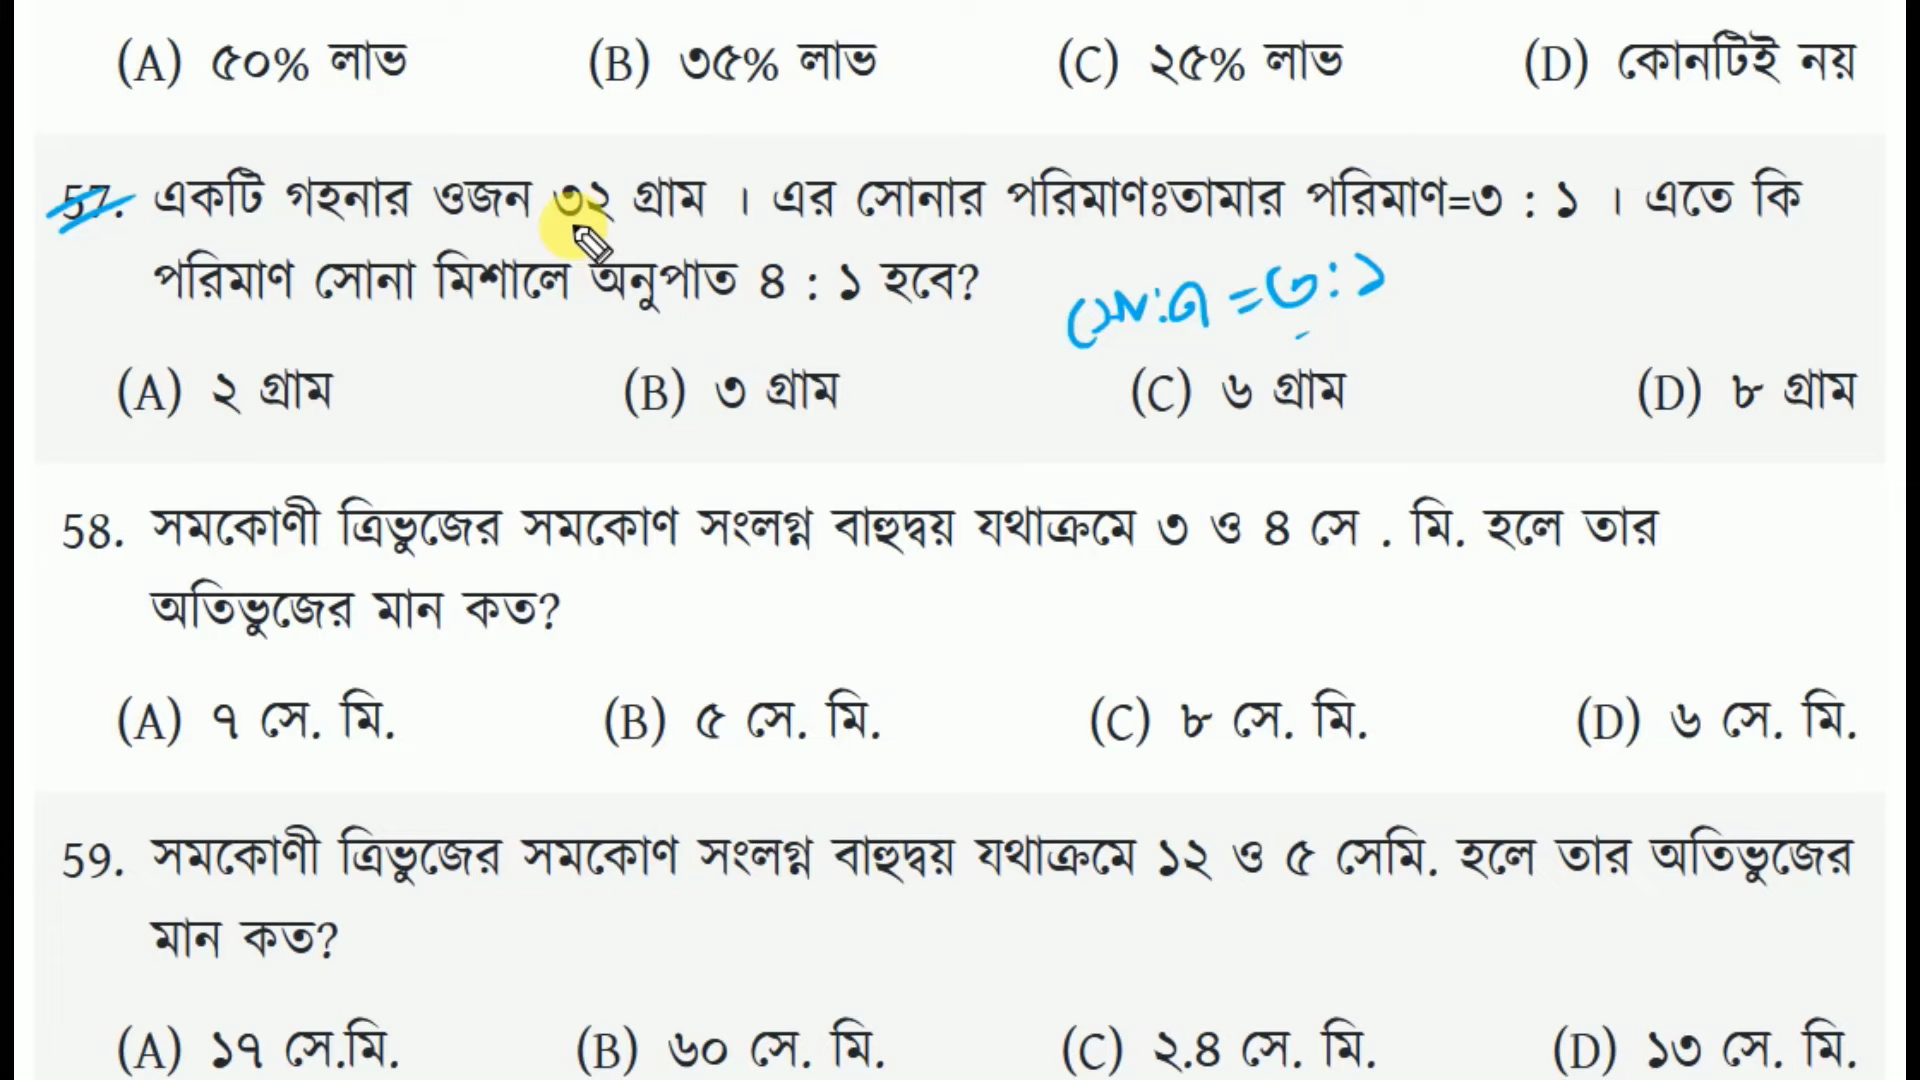 (A) ৫০% লাভ (B) ৩৫% লাভ (C) ২৫% লাভ (D) কোনটিই নয়
57. একটি গহনার ওজন ৩২ গ্রাম । এর সোনার পরিমাণঃতামার পরিমাণ=৩ : ১ । এতে কি
পরিমাণ সোনা মিশালে অনুপাত ৪ : ১ হবে?
সো:তা = ৩:১
(A) ২ গ্রাম (B) ৩ গ্রাম (C) ৬ গ্রাম (D) ৮ গ্রাম
58. সমকোণী ত্রিভুজের সমকোণ সংলগ্ন বাহুদ্বয় যথাক্রমে ৩ ও ৪ সে . মি. হলে তার
অতিভুজের মান কত?
(A) ৭ সে. মি. (B) ৫ সে. মি. (C) ৮ সে. মি. (D) ৬ সে. মি.
59. সমকোণী ত্রিভুজের সমকোণ সংলগ্ন বাহুদ্বয় যথাক্রমে ১২ ও ৫ সেমি. হলে তার অতিভুজের
মান কত?
(A) ১৭ সে.মি. (B) ৬০ সে. মি. (C) ২.৪ সে. মি. (D) ১৩ সে. মি.